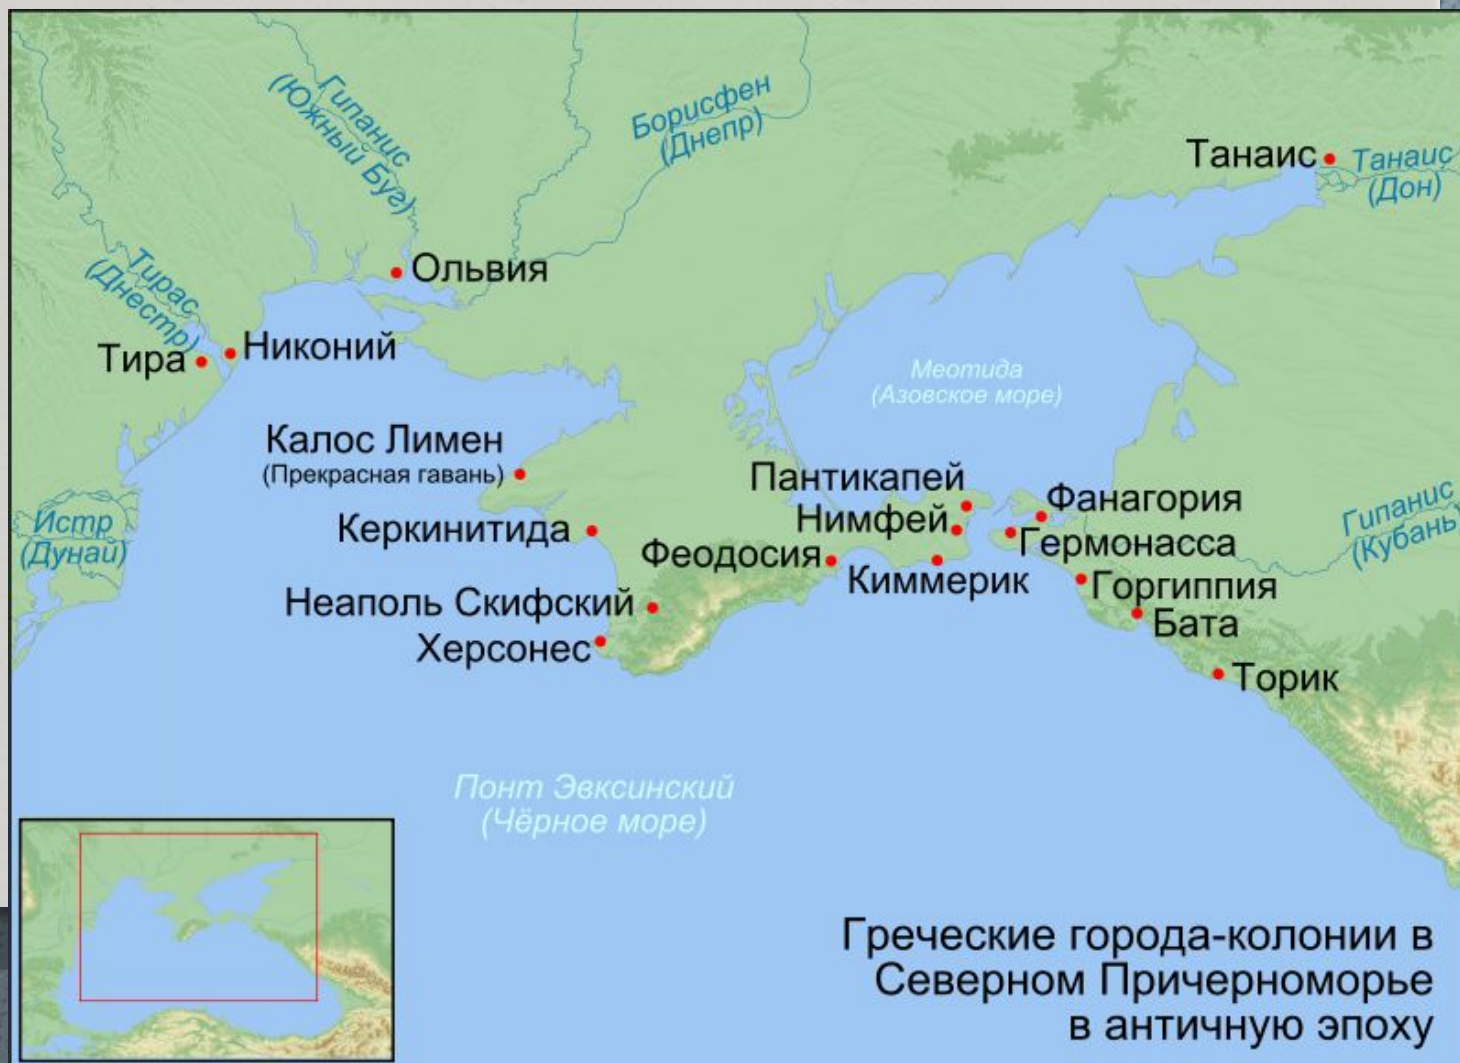 Гипанис
(Южный Буг)
Борисфен
(Днепр)
Танаис
Танаис
(Дон)
Тирас
(Днестр)
Ольвия
Никоний
Тира
Меотида
(Азовское море)
Калос Лимен
(Прекрасная гавань)
Пантикапей
Нимфей
Фанагория
Гермонасса
Гипанис
(Кубань)
Истр
(Дунай)
Керкинитида
Феодосия
Киммерик
Горгиппия
Бата
Неаполь Скифский
Херсонес
Торик
Понт Эвксинский
(Чёрное море)
Греческие города-колонии в
Северном Причерноморье
в античную эпоху